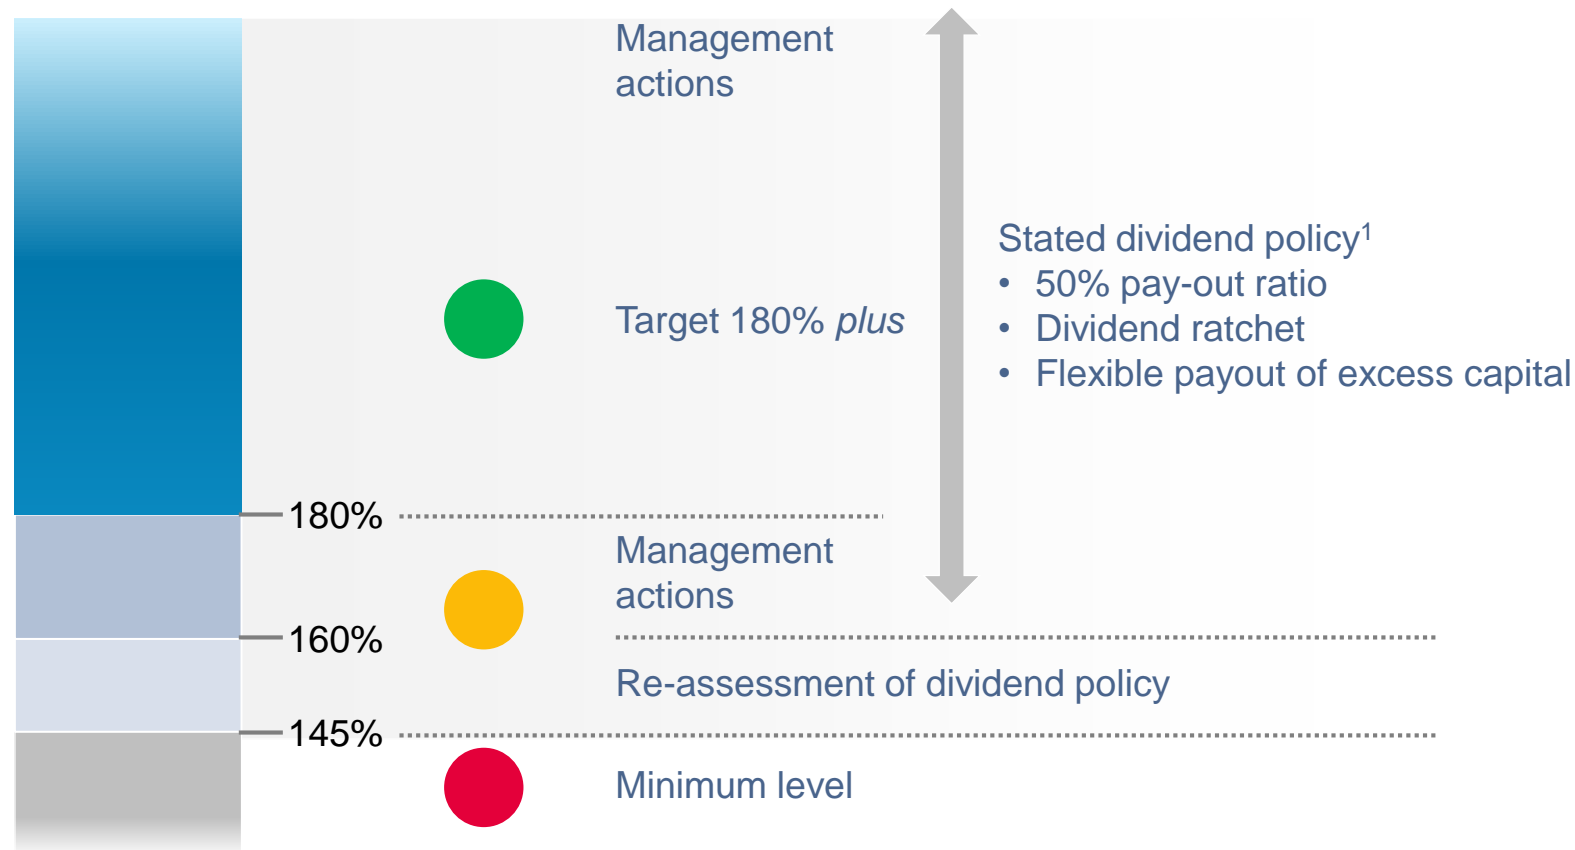 Management
actions
Stated dividend policy¹
• 50% pay-out ratio
• Dividend ratchet
• Flexible payout of excess capital
Target 180% plus
180%
Management
actions
160%
Re-assessment of dividend policy
145%
Minimum level